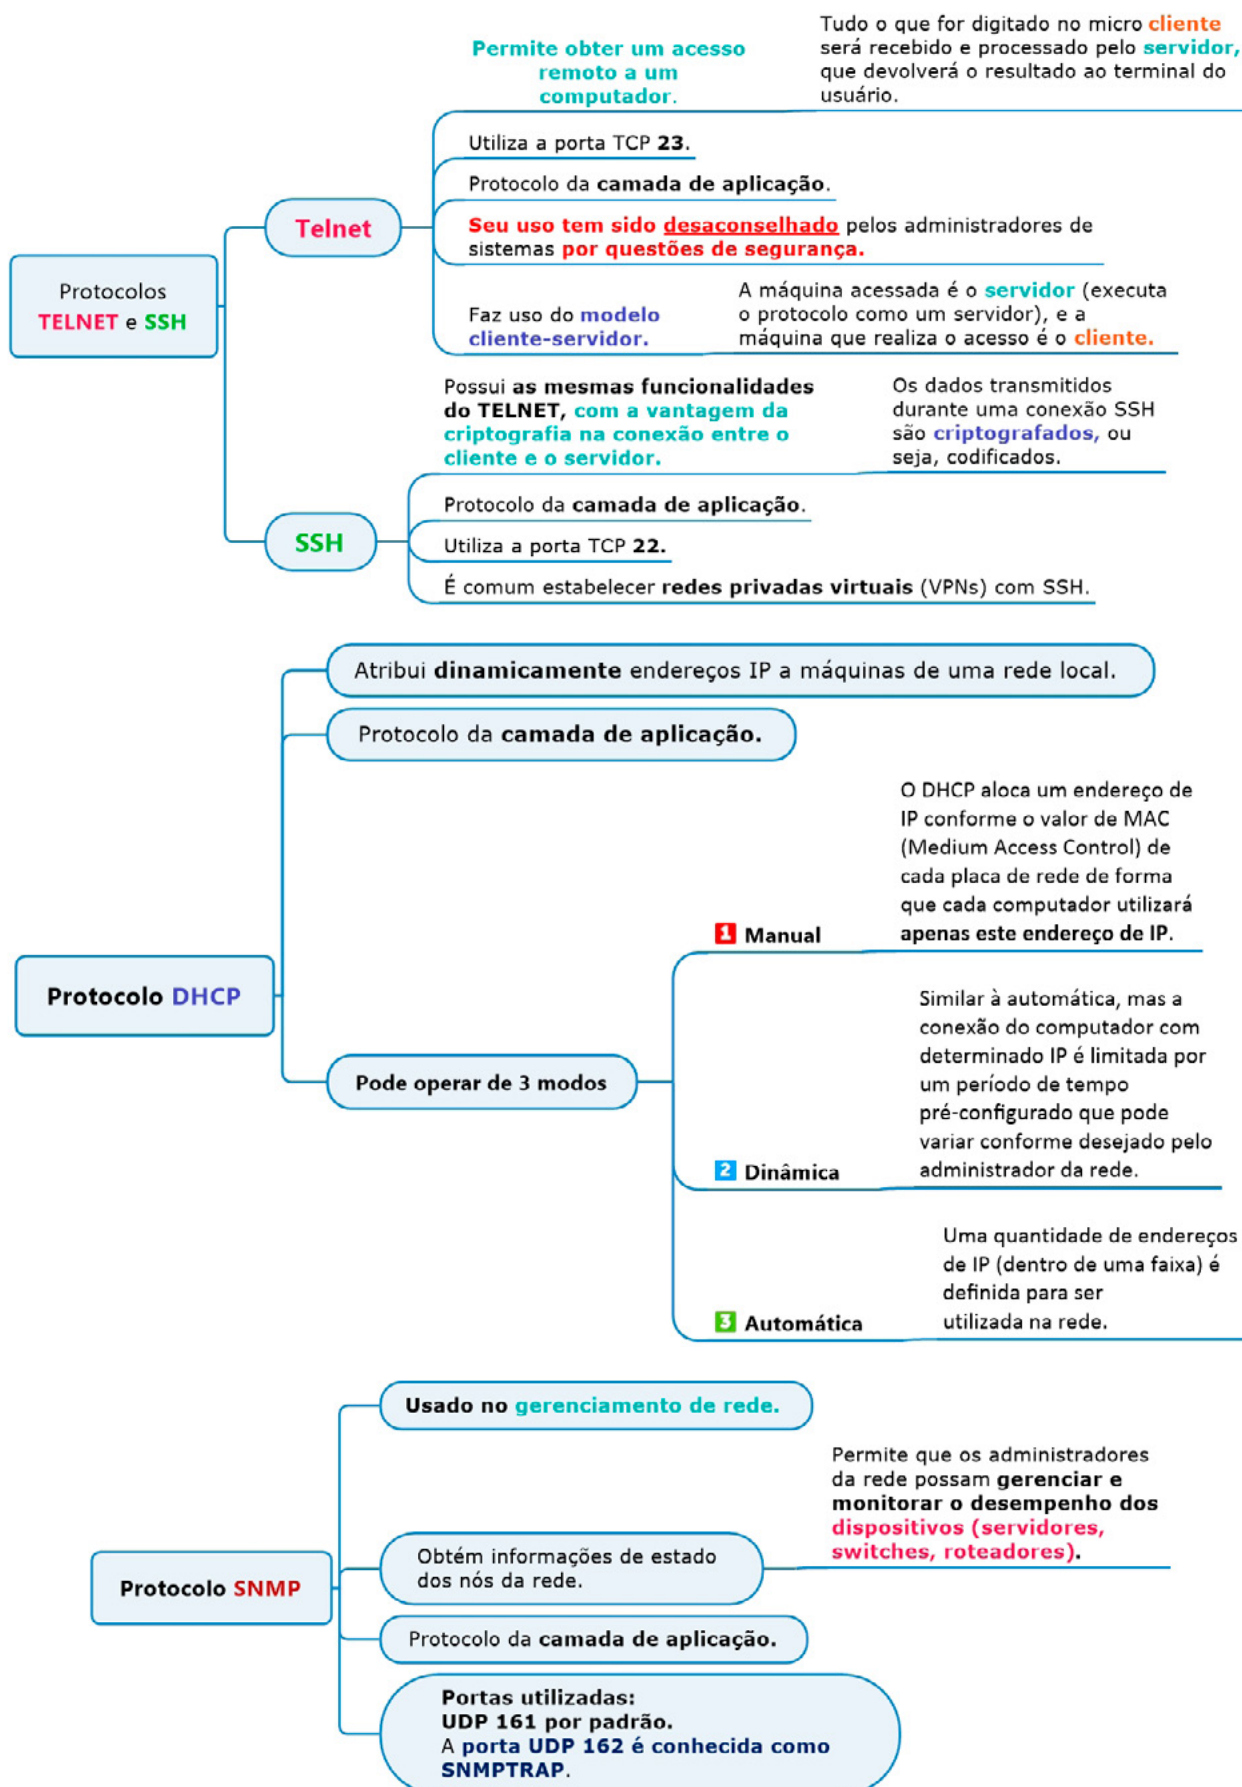 Permite obter um acesso
remoto a um
computador.
Tudo o que for digitado no micro cliente
será recebido e processado pelo servidor,
que devolverá o resultado ao terminal do
usuário.
Utiliza a porta TCP 23.
Protocolo da camada de aplicação.
Telnet
Seu uso tem sido desaconselhado pelos administradores de
sistemas por questões de segurança.
Protocolos
TELNET e SSH
Faz uso do modelo
cliente-servidor.
A máquina acessada é o servidor (executa
o protocolo como um servidor), e a
máquina que realiza o acesso é o cliente.
Possui as mesmas funcionalidades
do TELNET, com a vantagem da
criptografia na conexão entre o
cliente e o servidor.
Os dados transmitidos
durante uma conexão SSH
são criptografados, ou
seja, codificados.
Protocolo da camada de aplicação.
SSH
Utiliza a porta TCP 22.
É comum estabelecer redes privadas virtuais (VPNs) com SSH.
Atribui dinamicamente endereços IP a máquinas de uma rede local.
Protocolo da camada de aplicação.
O DHCP aloca um endereço de
IP conforme o valor de MAC
(Medium Access Control) de
cada placa de rede de forma
que cada computador utilizará
apenas este endereço de IP.
1 Manual
Protocolo DHCP
Similar à automática, mas a
conexão do computador com
determinado IP é limitada por
um período de tempo
pré-configurado que pode
variar conforme desejado pelo
administrador da rede.
Pode operar de 3 modos
2 Dinâmica
Uma quantidade de endereços
de IP (dentro de uma faixa) é
definida para ser
utilizada na rede.
3 Automática
Usado no gerenciamento de rede.
Permite que os administradores
da rede possam gerenciar e
monitorar o desempenho dos
dispositivos (servidores,
switches, roteadores).
Obtém informações de estado
dos nós da rede.
Protocolo SNMP
Protocolo da camada de aplicação.
Portas utilizadas:
UDP 161 por padrão.
A porta UDP 162 é conhecida como
SNMPTRAP.